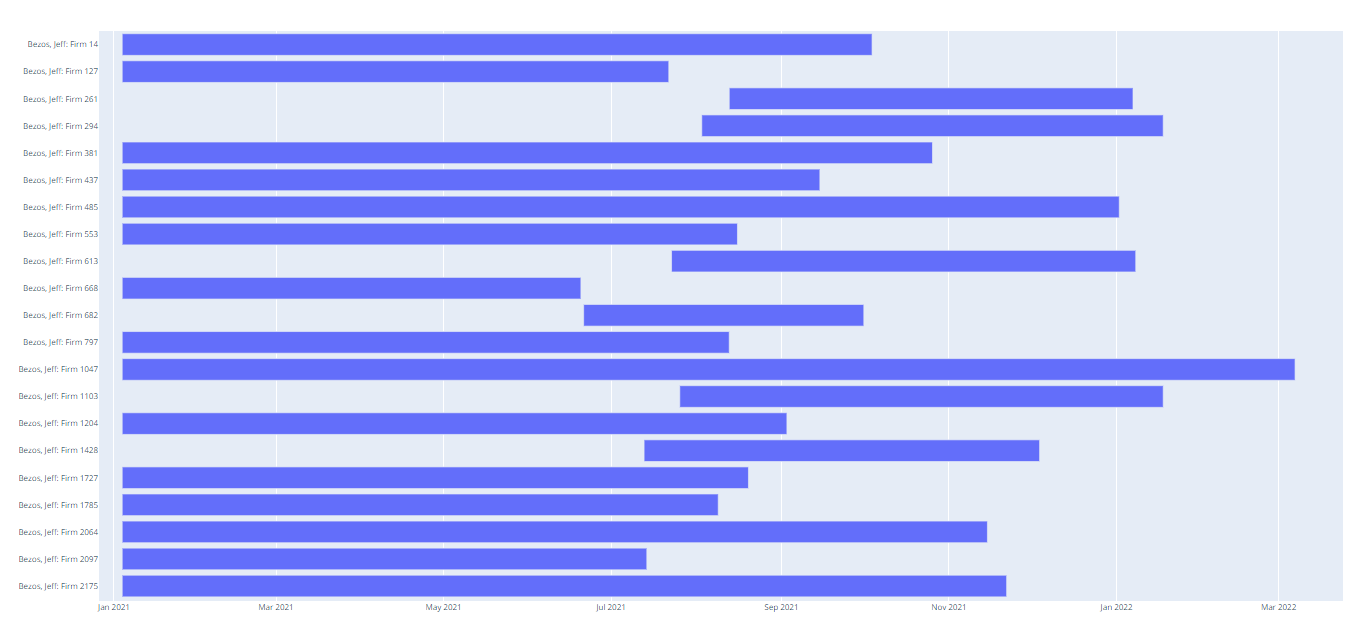 Bezos, Jeff: Firm 14
Bezos, Jeff: Firm 127
Bezos, Jeff: Firm 261
Bezos, Jeff: Firm 294
Bezos, Jeff: Firm 381
Bezos, Jeff: Firm 437
Bezos, Jeff: Firm 485
Bezos, Jeff: Firm 553
Bezos, Jeff: Firm 613
Bezos, Jeff: Firm 668
Bezos, Jeff: Firm 682
Bezos, Jeff: Firm 797
Bezos, Jeff: Firm 1047
Bezos, Jeff: Firm 1103
Bezos, Jeff: Firm 1204
Bezos, Jeff: Firm 1428
Bezos, Jeff: Firm 1727
Bezos, Jeff: Firm 1785
Bezos, Jeff: Firm 2064
Bezos, Jeff: Firm 2097
Bezos, Jeff: Firm 2175
Jan 2021 Mar 2021 May 2021 Jul 2021 Sep 2021 Nov 2021 Jan 2022 Mar 2022